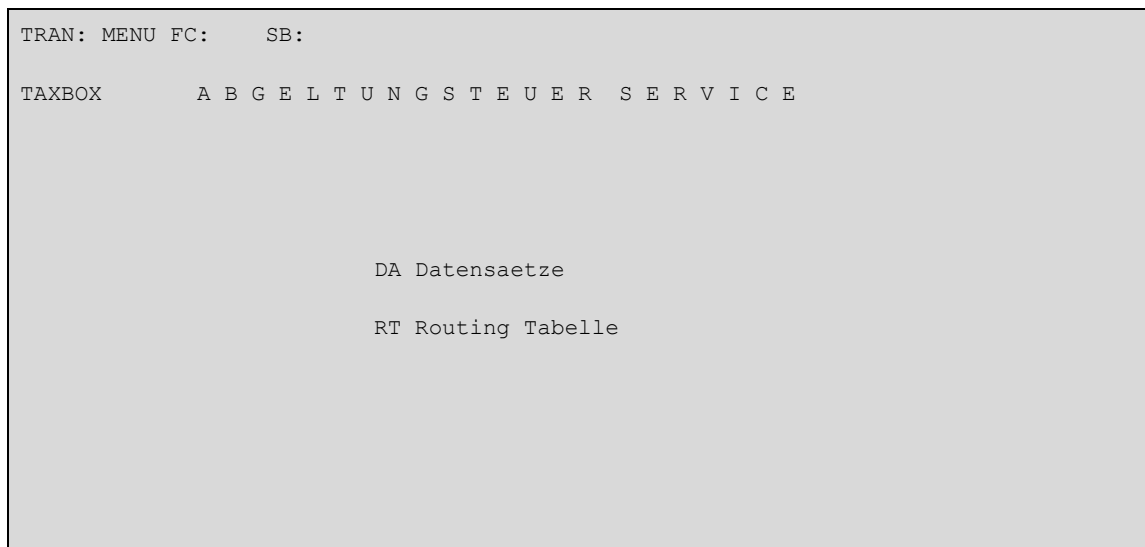 TRAN: MENU FC:    SB:
TAXBOX       A B G E L T U N G S T E U E R  S E R V I C E
DA Datensaetze
RT Routing Tabelle